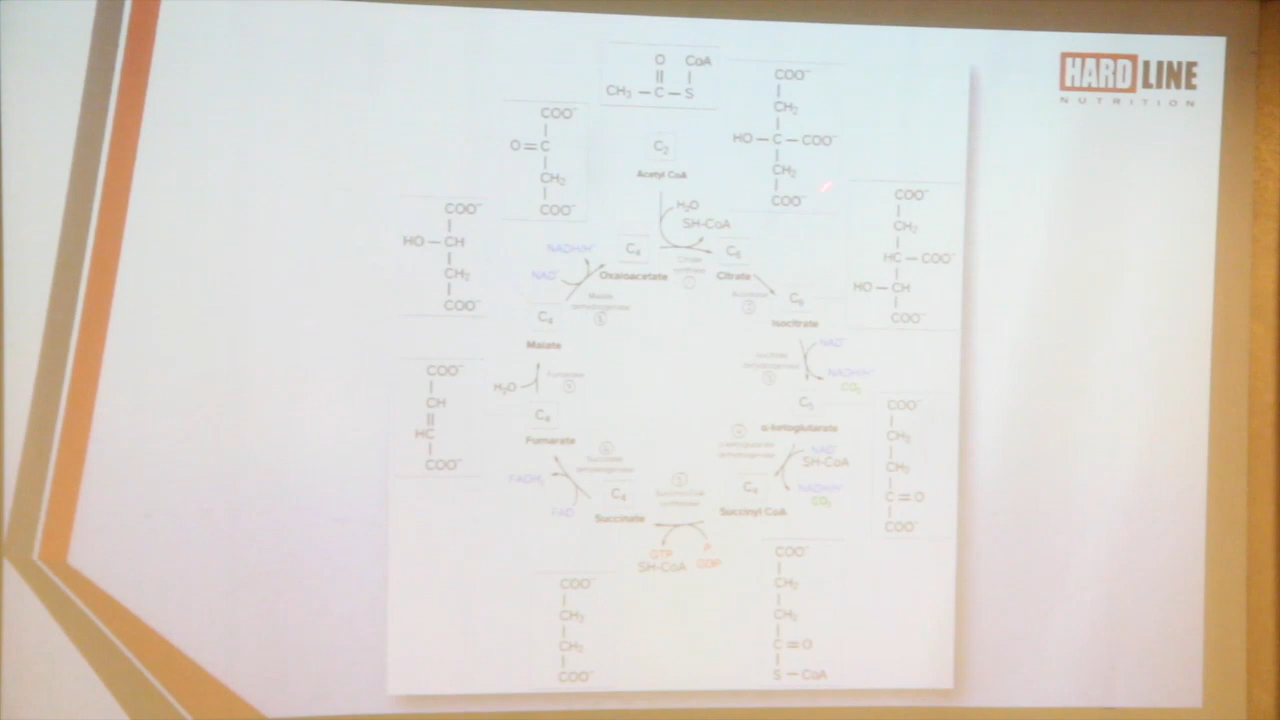 HARD LINE
NUTRITION
O CoA
CH₃ — C — S
C₂
Acetyl CoA
COO⁻
O=C
CH₂
COO⁻
COO⁻
CH₂
HO—C—COO⁻
CH₂
COO⁻
COO⁻
HO—CH
CH₂
COO⁻
COO⁻
CH₂
HC—COO⁻
HO—CH
COO⁻
H₂O
SH-CoA
NADH/H⁺
C₄
C₆
NAD⁺
Oxaloacetate
Citrate
C₄
C₆
Malate
Isocitrate
NAD⁺
NADH/H⁺
CO₂
H₂O
Fumarase
COO⁻
CH
HC
COO⁻
C₄
Fumarate
C₅
α-ketoglutarate
COO⁻
CH₂
CH₂
C=O
COO⁻
NAD⁺
SH-CoA
NADH/H⁺
CO₂
FADH₂
FAD
C₄
Succinate
C₄
Succinyl CoA
GTP
P
SH-CoA
GDP
COO⁻
CH₂
CH₂
COO⁻
COO⁻
CH₂
CH₂
C=O
S—CoA